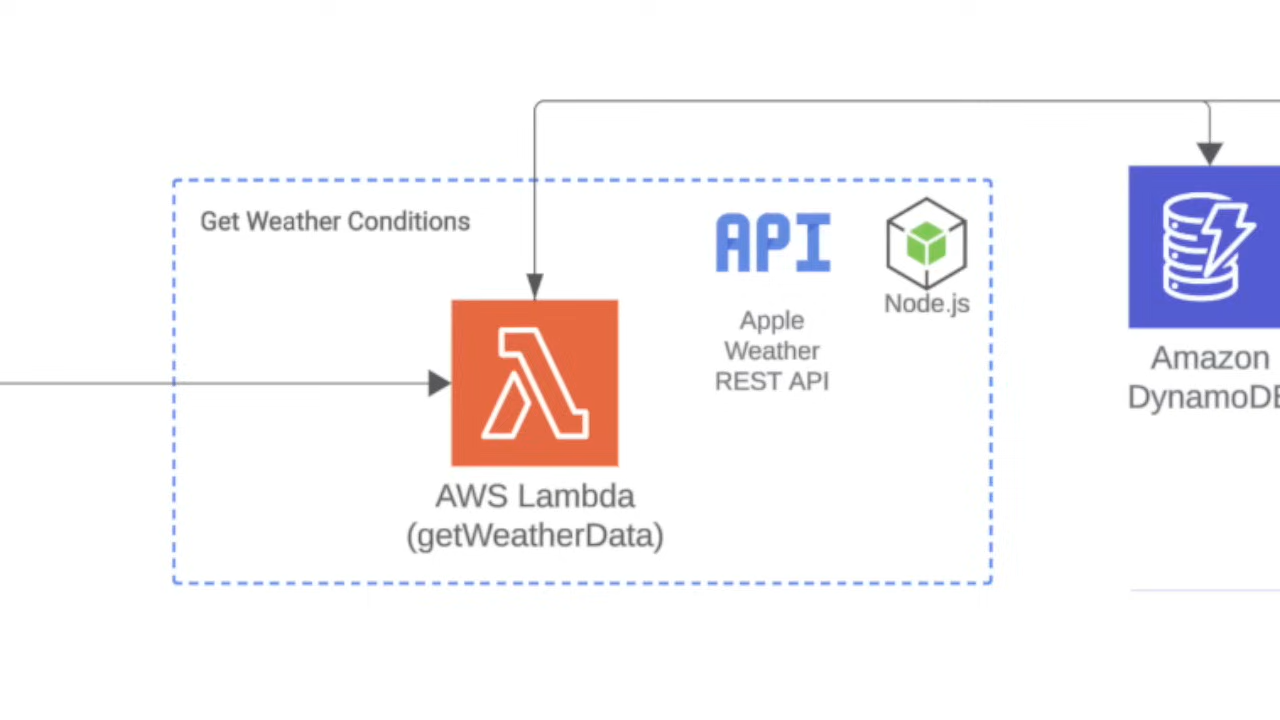 Get Weather Conditions
API
Node.js
Apple
Weather
REST API
AWS Lambda
(getWeatherData)
Amazon